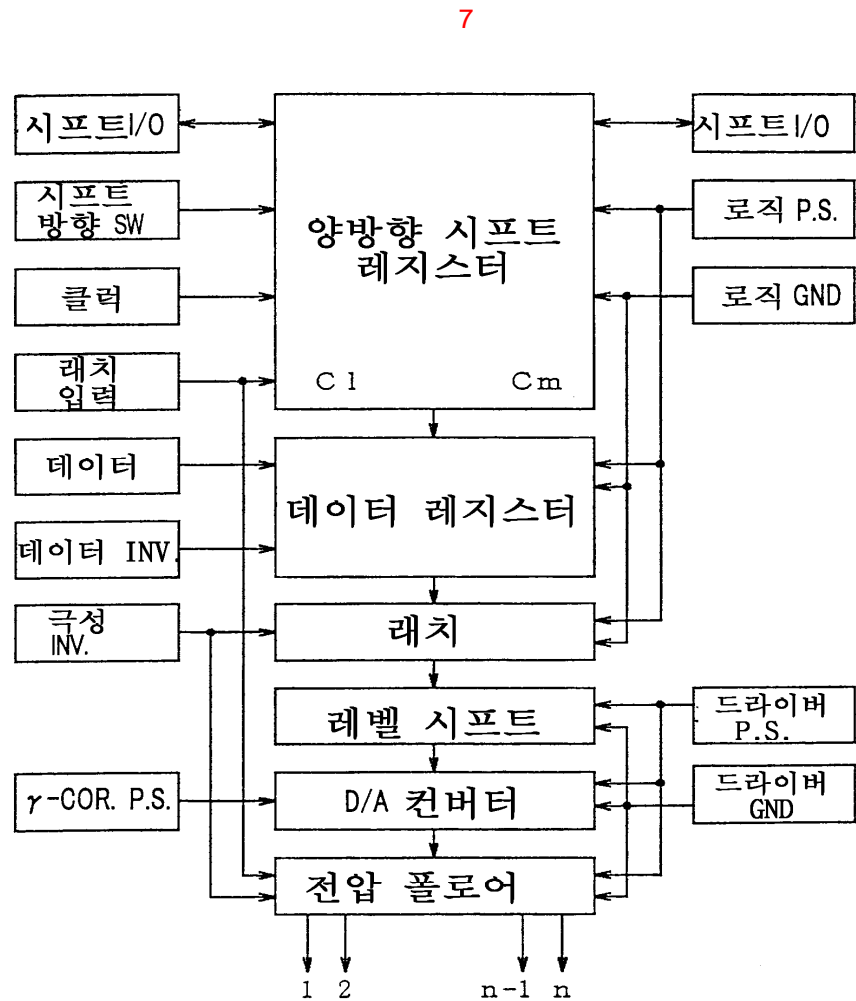 7
시프트I/O
시프트
방향 SW
클럭
래치
입력
데이터
데이터 INV.
극성
INV.
γ-COR. P.S.
양방향 시프트
레지스터
C1 Cm
데이터 레지스터
래치
레벨 시프트
D/A 컨버터
전압 폴로어
1 2 n-1 n
시프트I/O
로직 P.S.
로직 GND
드라이버
P.S.
드라이버
GND